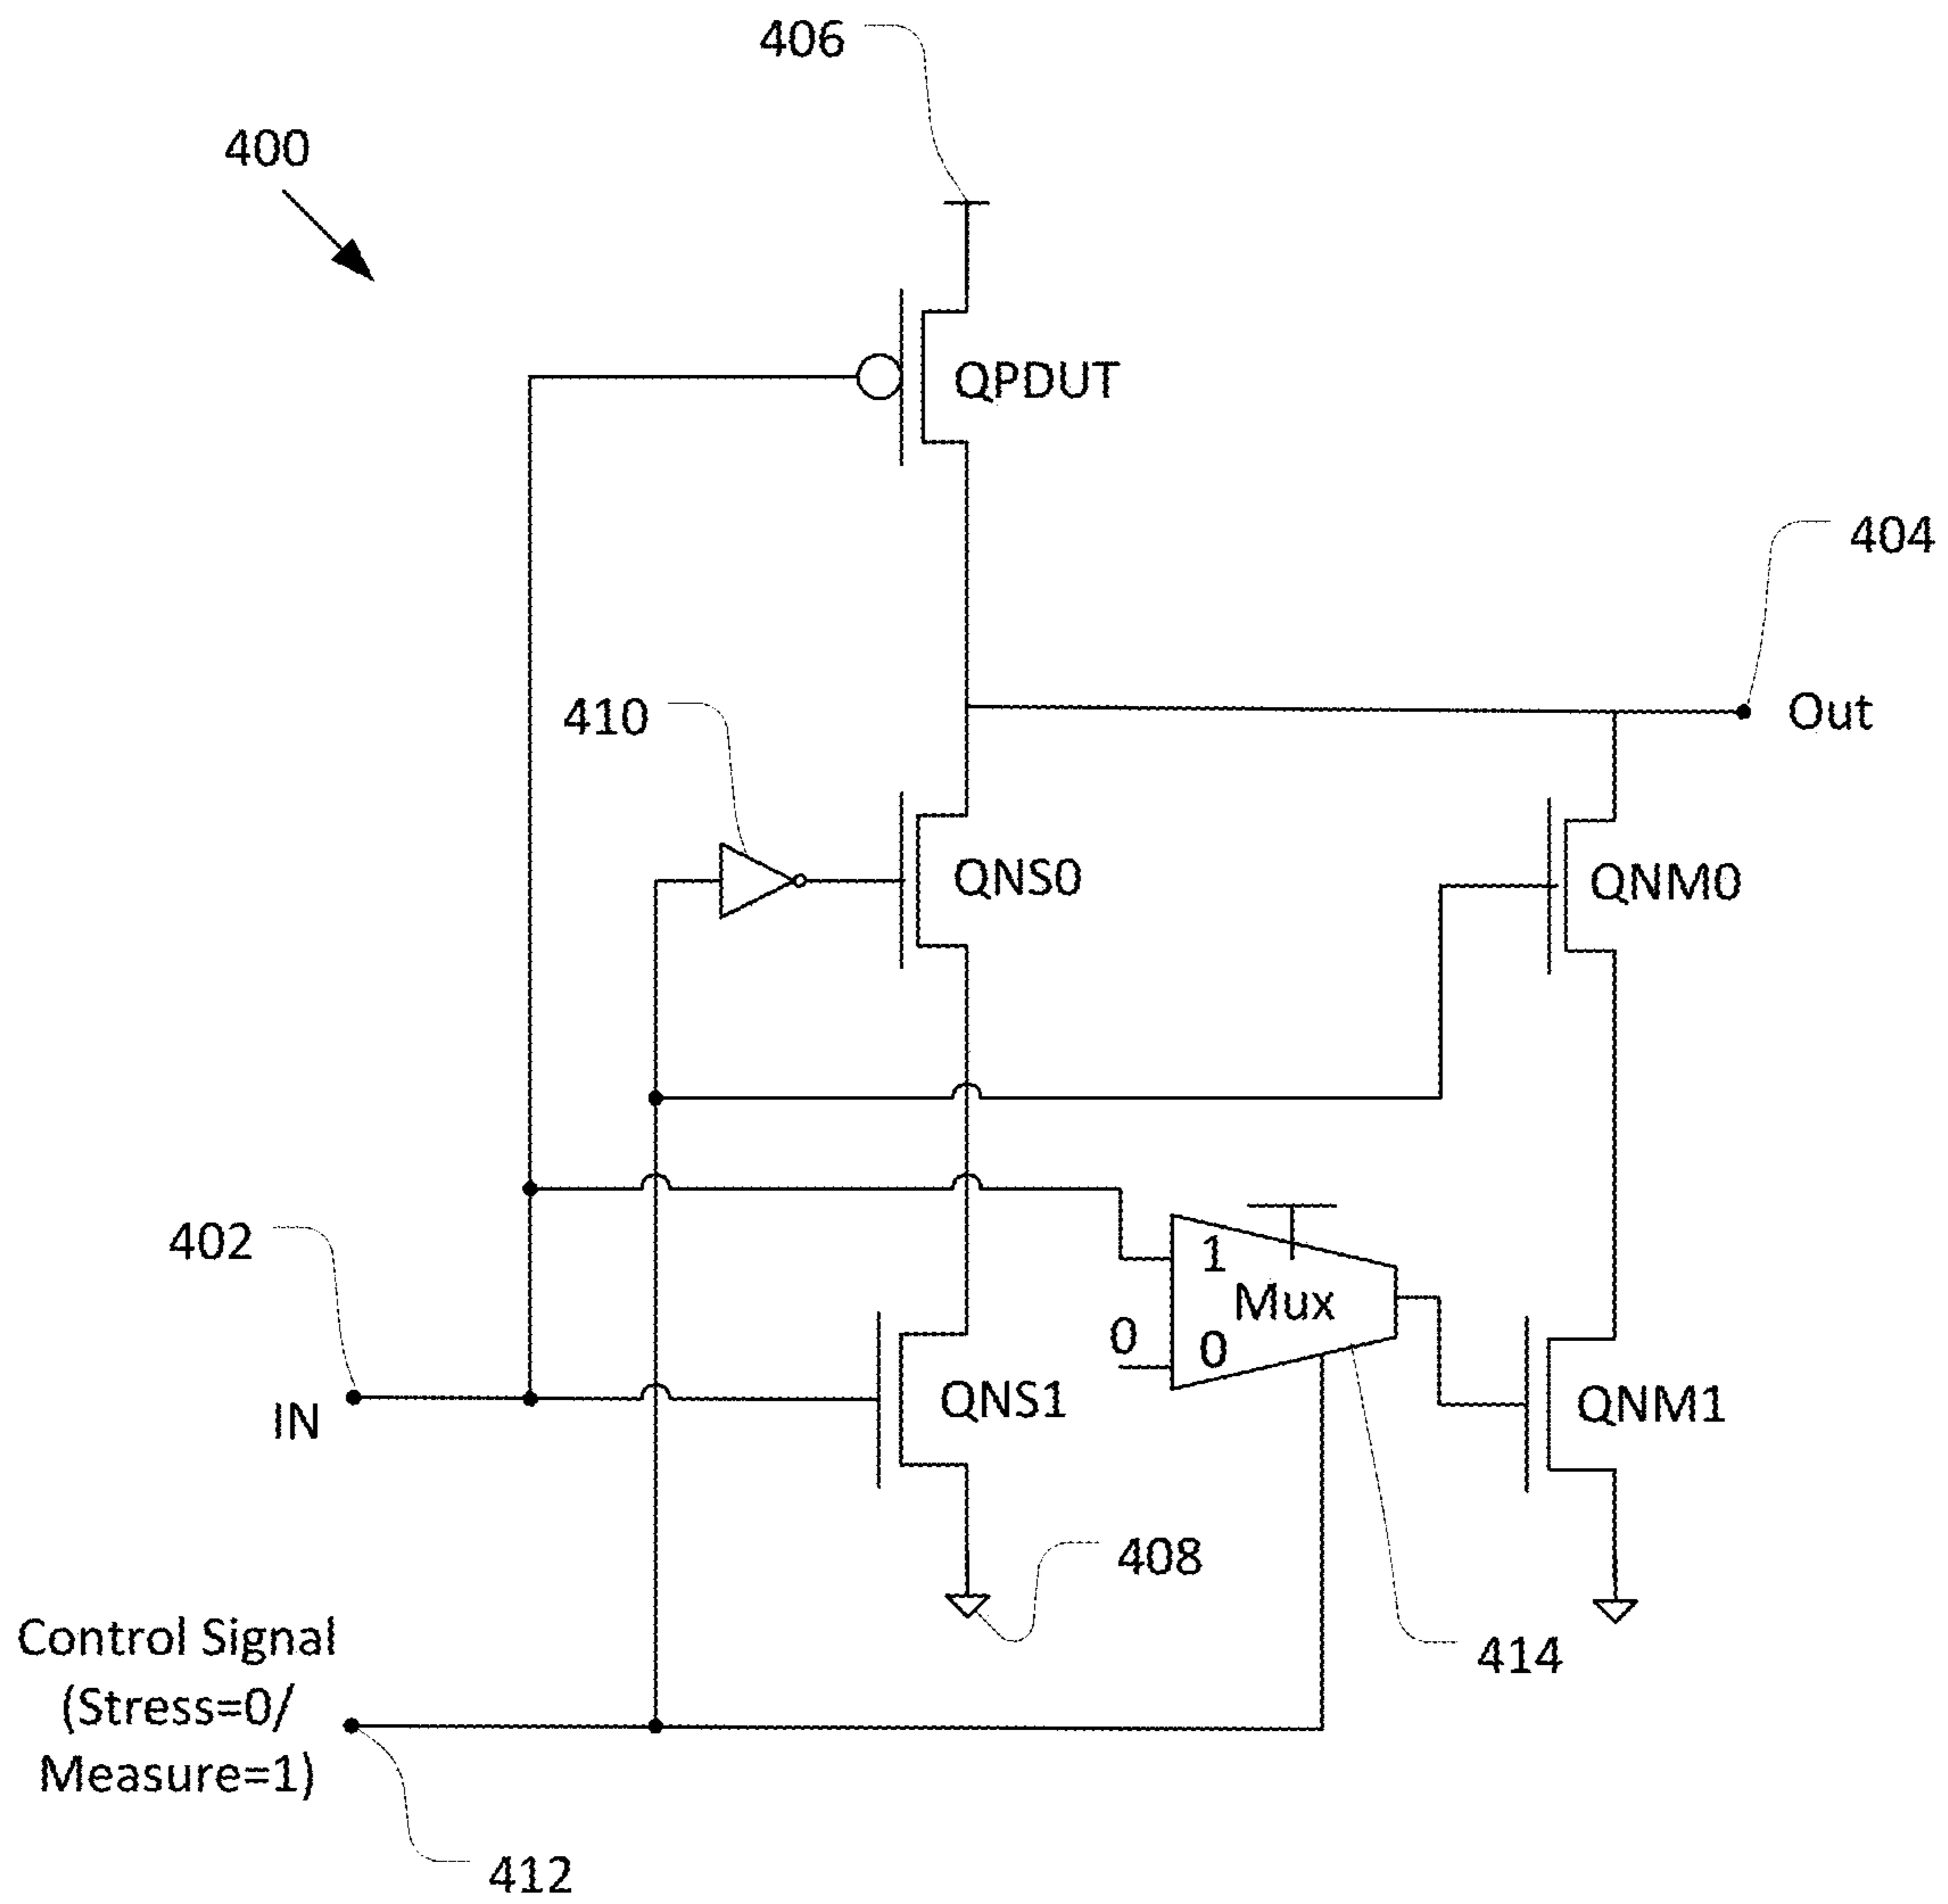 406
400
QPDUT
404
410
Out
QNS0
QNM0
402
1
Mux
0
0
IN
QNS1
QNM1
408
Control Signal
(Stress=0/
Measure=1)
414
412